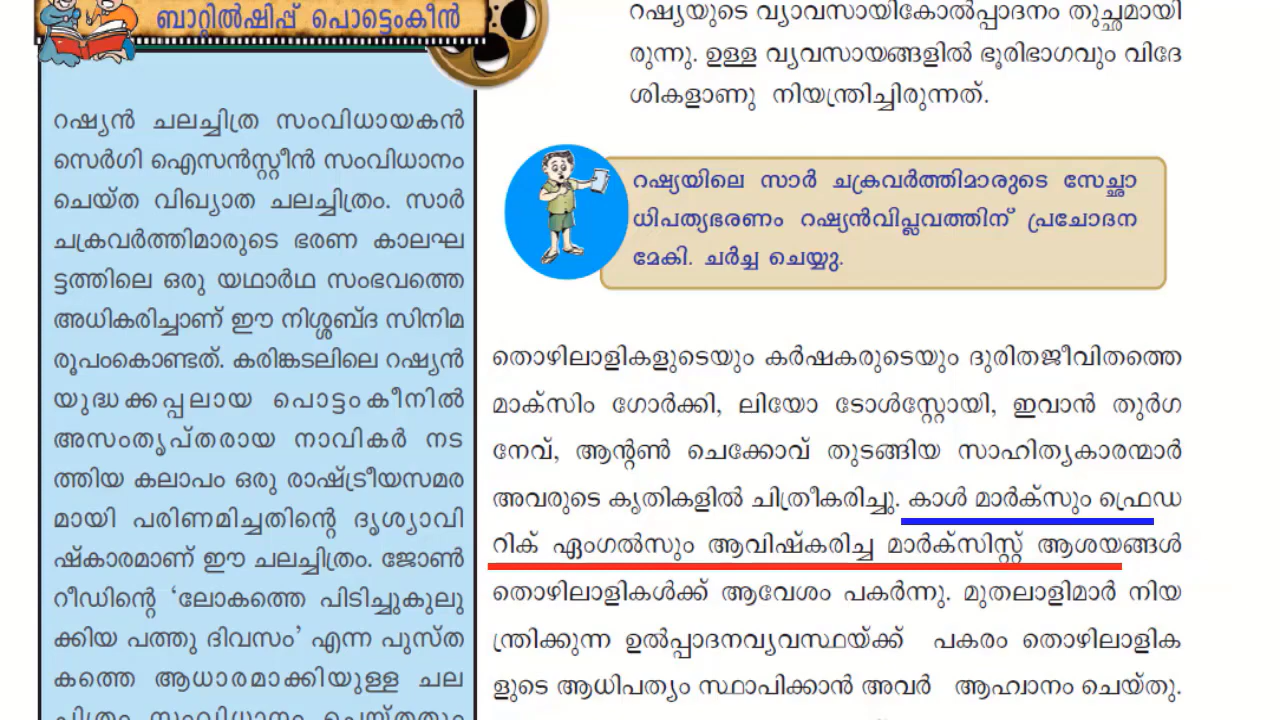 ബാറ്റിൽഷിപ്പ് പൊട്ടെംകീൻ
റഷ്യൻ ചലച്ചിത്ര സംവിധായകൻ
സെർഗി ഐസൻസ്റ്റീൻ സംവിധാനം
ചെയ്ത വിഖ്യാത ചലച്ചിത്രം. സാർ
ചക്രവർത്തിമാരുടെ ഭരണ കാലഘ
ട്ടത്തിലെ ഒരു യഥാർഥ സംഭവത്തെ
അധികരിച്ചാണ് ഈ നിശ്ശബ്ദ സിനിമ
രൂപംകൊണ്ടത്. കരിങ്കടലിലെ റഷ്യൻ
യുദ്ധക്കപ്പലായ പൊട്ടംകീനിൽ
അസംതൃപ്തരായ നാവികർ നട
ത്തിയ കലാപം ഒരു രാഷ്ട്രീയസമര
മായി പരിണമിച്ചതിന്റെ ദൃശ്യാവി
ഷ്കാരമാണ് ഈ ചലച്ചിത്രം. ജോൺ
റീഡിന്റെ ‘ലോകത്തെ പിടിച്ചുകുലു
ക്കിയ പത്തു ദിവസം’ എന്ന പുസ്ത
കത്തെ ആധാരമാക്കിയുള്ള ചല
ച്ചിത്രം സംവിധാനം ചെയ്തതും
റഷ്യയുടെ വ്യാവസായികോൽപ്പാദനം തുച്ഛമായി
രുന്നു. ഉള്ള വ്യവസായങ്ങളിൽ ഭൂരിഭാഗവും വിദേ
ശികളാണു നിയന്ത്രിച്ചിരുന്നത്.
റഷ്യയിലെ സാർ ചക്രവർത്തിമാരുടെ സേച്ഛാ
ധിപത്യഭരണം റഷ്യൻവിപ്ലവത്തിന് പ്രചോദന
മേകി. ചർച്ച ചെയ്യു.
തൊഴിലാളികളുടെയും കർഷകരുടെയും ദുരിതജീവിതത്തെ
മാക്സിം ഗോർക്കി, ലിയോ ടോൾസ്റ്റോയി, ഇവാൻ തുർഗ
നേവ്, ആന്റൺ ചെക്കോവ് തുടങ്ങിയ സാഹിത്യകാരന്മാർ
അവരുടെ കൃതികളിൽ ചിത്രീകരിച്ചു. കാൾ മാർക്സും ഫ്രെഡ
റിക് ഏംഗൽസും ആവിഷ്കരിച്ച മാർക്സിസ്റ്റ് ആശയങ്ങൾ
തൊഴിലാളികൾക്ക് ആവേശം പകർന്നു. മുതലാളിമാർ നിയ
ന്ത്രിക്കുന്ന ഉൽപ്പാദനവ്യവസ്ഥയ്ക്ക് പകരം തൊഴിലാളിക
ളുടെ ആധിപത്യം സ്ഥാപിക്കാൻ അവർ ആഹ്വാനം ചെയ്തു.